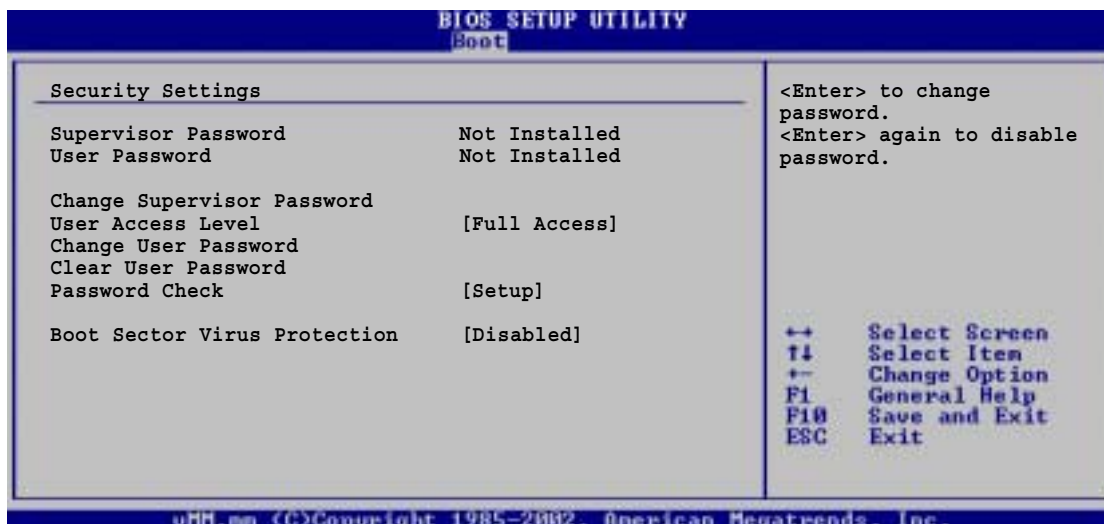 BIOS SETUP UTILITY
Boot
Security Settings
Supervisor Password Not Installed
User Password Not Installed
Change Supervisor Password
User Access Level [Full Access]
Change User Password
Clear User Password
Password Check [Setup]
Boot Sector Virus Protection [Disabled]
<Enter> to change
password.
<Enter> again to disable
password.
↔ Select Screen
↑↓ Select Item
+- Change Option
F1 General Help
F10 Save and Exit
ESC Exit
(C)Copyright 1985-2002, American Megatrends, Inc.